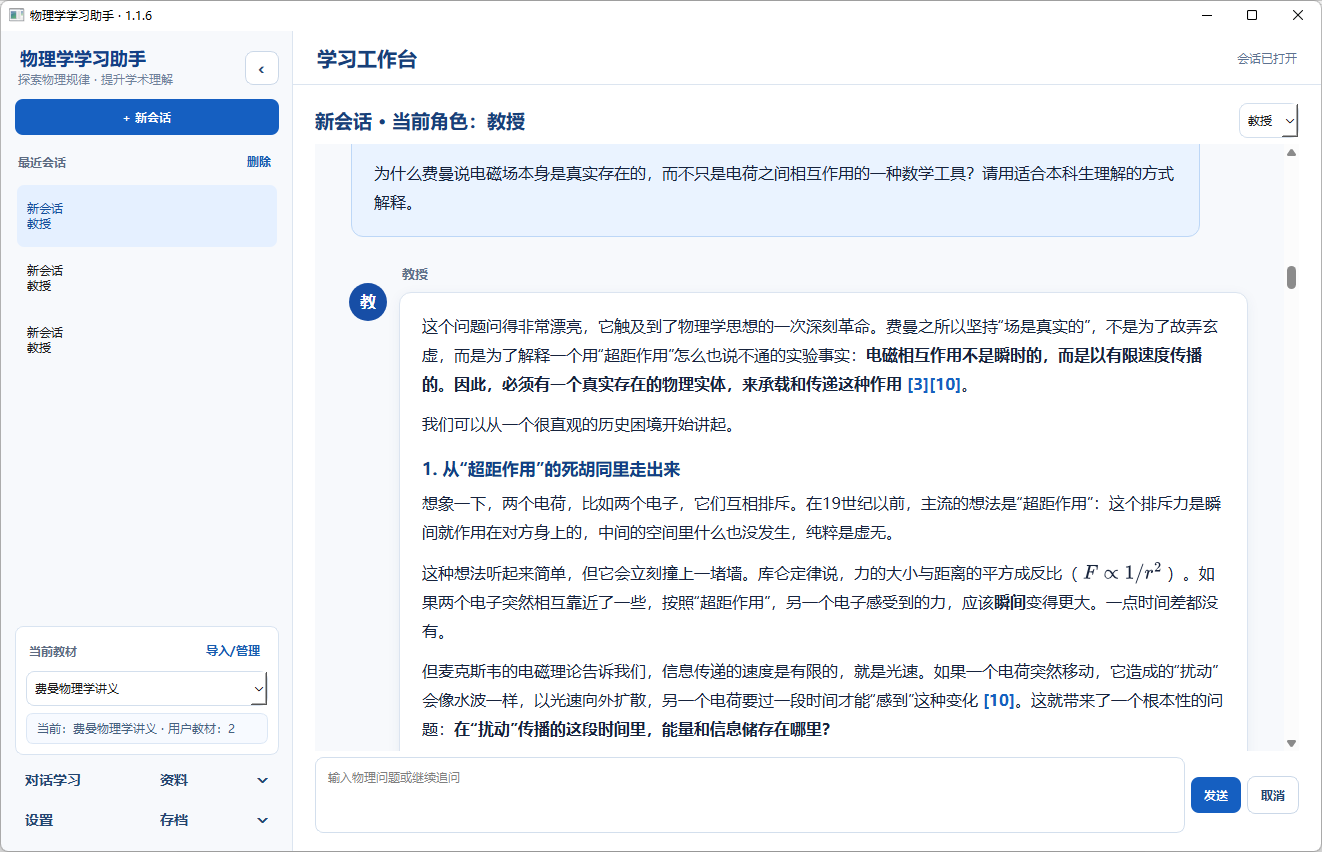 物理学学习助手 · 1.1.6
物理学学习助手
探索物理规律 · 提升学术理解
‹
+ 新会话
最近会话
删除
新会话
教授
新会话
教授
新会话
教授
当前教材
导入/管理
费曼物理学讲义
当前：费曼物理学讲义 · 用户教材：2
对话学习
资料
设置
存档
学习工作台
会话已打开
新会话 · 当前角色：教授
教授
为什么费曼说电磁场本身是真实存在的，而不只是电荷之间相互作用的一种数学工具？请用适合本科生理解的方式
解释。
教授
教
这个问题问得非常漂亮，它触及到了物理学思想的一次深刻革命。费曼之所以坚持“场是真实的”，不是为了故弄玄
虚，而是为了解释一个用“超距作用”怎么也说不通的实验事实：电磁相互作用不是瞬时的，而是以有限速度传播
的。因此，必须有一个真实存在的物理实体，来承载和传递这种作用 [3][10]。
我们可以从一个很直观的历史困境开始讲起。
1. 从“超距作用”的死胡同里走出来
想象一下，两个电荷，比如两个电子，它们互相排斥。在19世纪以前，主流的想法是“超距作用”：这个排斥力是瞬
间就作用在对方身上的，中间的空间里什么也没发生，纯粹是虚无。
这种想法听起来简单，但它会立刻撞上一堵墙。库仑定律说，力的大小与距离的平方成反比（ F ∝ 1/r² ）。如
果两个电子突然相互靠近了一些，按照“超距作用”，另一个电子感受到的力，应该瞬间变得更大。一点时间差都没
有。
但麦克斯韦的电磁理论告诉我们，信息传递的速度是有限的，就是光速。如果一个电荷突然移动，它造成的“扰动”
会像水波一样，以光速向外扩散，另一个电荷要过一段时间才能“感到”这种变化 [10]。这就带来了一个根本性的问
题：在“扰动”传播的这段时间里，能量和信息储存在哪里？
输入物理问题或继续追问
发送
取消